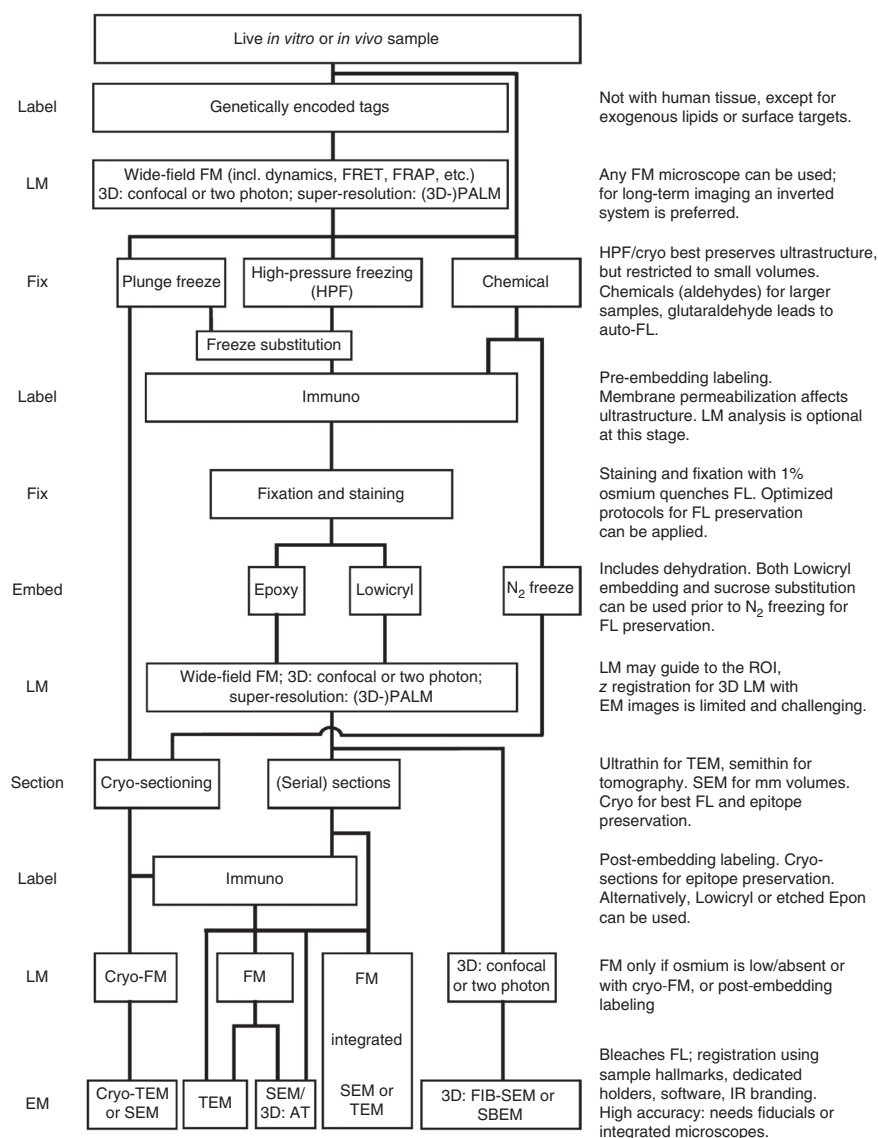 Live in vitro or in vivo sample
Label
Genetically encoded tags
Not with human tissue, except for
exogenous lipids or surface targets.
LM
Wide-field FM (incl. dynamics, FRET, FRAP, etc.)
3D: confocal or two photon; super-resolution: (3D-)PALM
Any FM microscope can be used;
for long-term imaging an inverted
system is preferred.
Fix
Plunge freeze
High-pressure freezing
(HPF)
Chemical
Freeze substitution
HPF/cryo best preserves ultrastructure,
but restricted to small volumes.
Chemicals (aldehydes) for larger
samples, glutaraldehyde leads to
auto-FL.
Label
Immuno
Pre-embedding labeling.
Membrane permeabilization affects
ultrastructure. LM analysis is optional
at this stage.
Fix
Fixation and staining
Staining and fixation with 1%
osmium quenches FL. Optimized
protocols for FL preservation
can be applied.
Embed
Epoxy
Lowicryl
N2 freeze
Includes dehydration. Both Lowicryl
embedding and sucrose substitution
can be used prior to N2 freezing for
FL preservation.
LM
Wide-field FM; 3D: confocal or two photon;
super-resolution: (3D-)PALM
LM may guide to the ROI,
z registration for 3D LM with
EM images is limited and challenging.
Section
Cryo-sectioning
(Serial) sections
Ultrathin for TEM, semithin for
tomography. SEM for mm volumes.
Cryo for best FL and epitope
preservation.
Label
Immuno
Post-embedding labeling. Cryo-
sections for epitope preservation.
Alternatively, Lowicryl or etched Epon
can be used.
LM
Cryo-FM
FM
FM
integrated
SEM or
TEM
3D: confocal
or two photon
FM only if osmium is low/absent or
with cryo-FM, or post-embedding
labeling
EM
Cryo-TEM
or SEM
TEM
SEM/
3D: AT
3D: FIB-SEM or
SBEM
Bleaches FL; registration using
sample hallmarks, dedicated
holders, software, IR branding.
High accuracy: needs fiducials or
integrated microscopes.